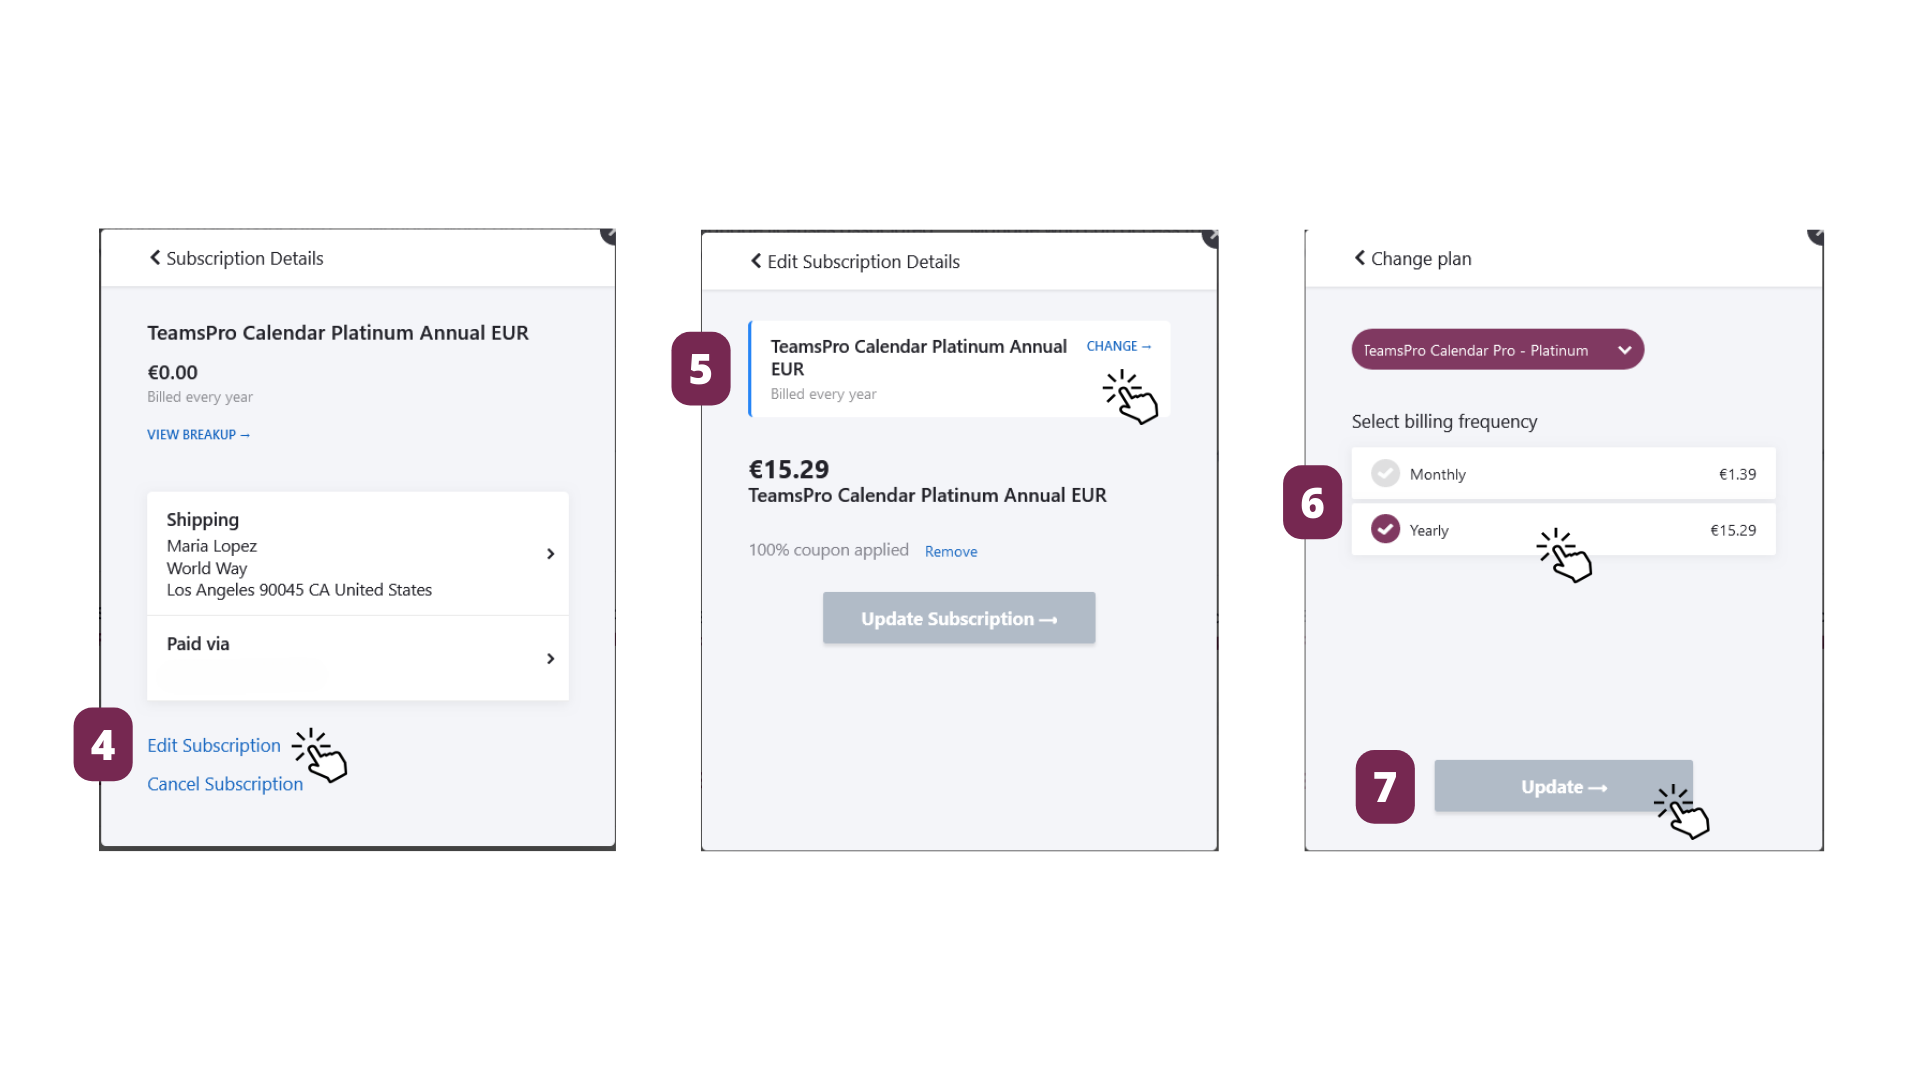 Subscription Details
TeamsPro Calendar Platinum Annual EUR
€0.00
Billed every year
VIEW BREAKUP →
Shipping
Maria Lopez
World Way
Los Angeles 90045 CA United States
Paid via
4
Edit Subscription
Cancel Subscription
Edit Subscription Details
5
TeamsPro Calendar Platinum Annual
EUR
CHANGE →
Billed every year
€15.29
TeamsPro Calendar Platinum Annual EUR
100% coupon applied Remove
Update Subscription →
Change plan
TeamsPro Calendar Pro - Platinum
Select billing frequency
6
Monthly €1.39
Yearly €15.29
7
Update →